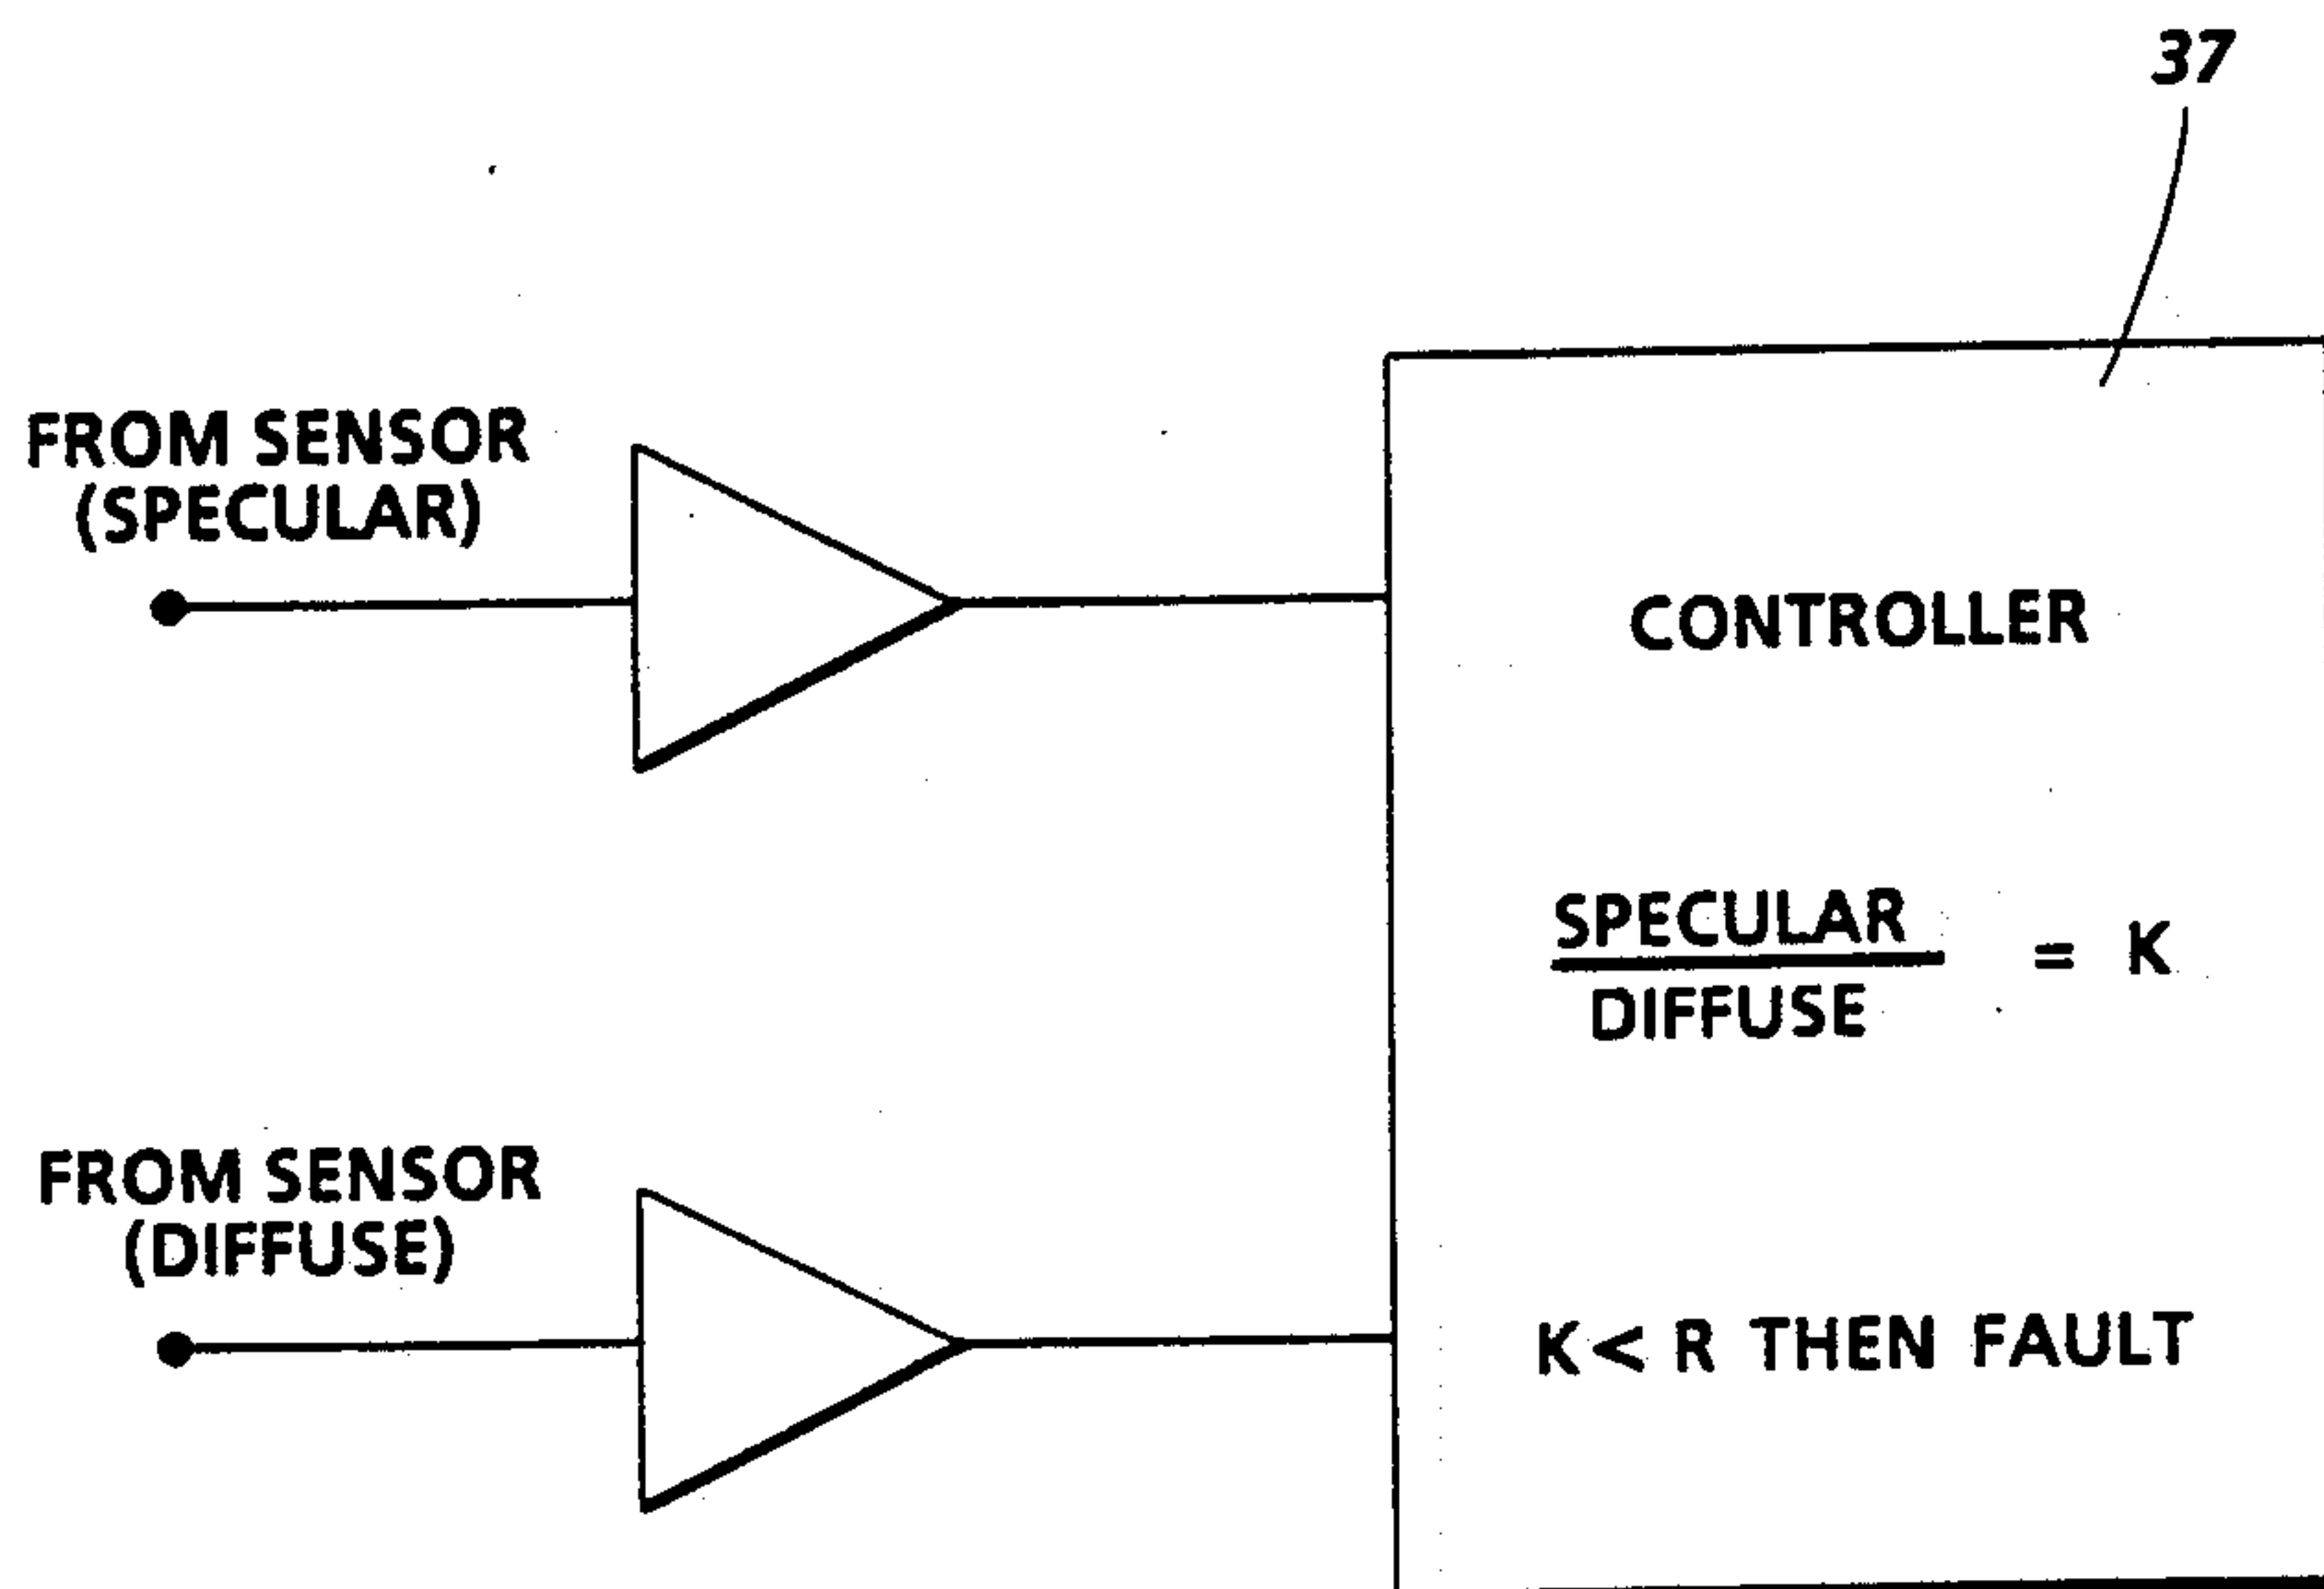 37
FROM SENSOR
(SPECULAR)
CONTROLLER
SPECULAR
DIFFUSE
= K
FROM SENSOR
(DIFFUSE)
K< R THEN FAULT